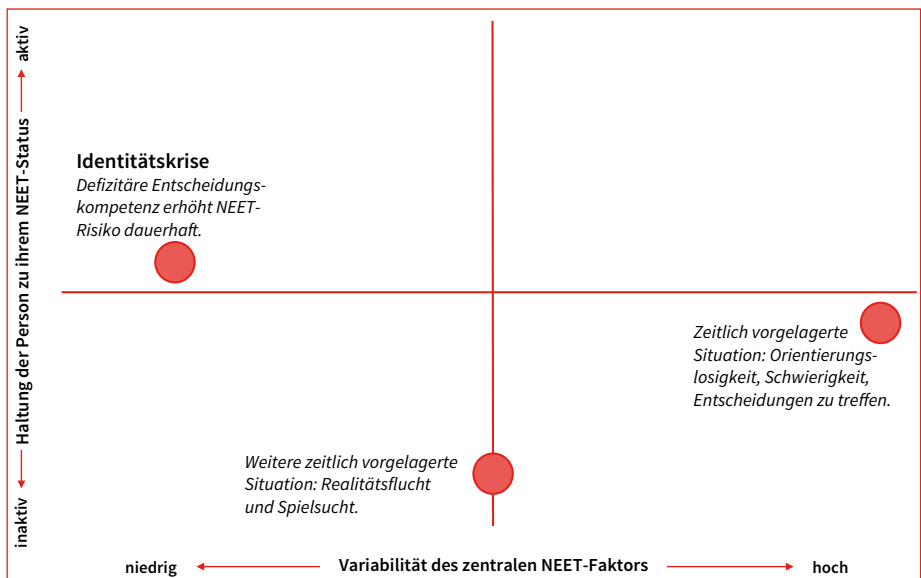 aktiv
Haltung der Person zu ihrem NEET-Status
inaktiv
Identitätskrise
Defizitäre Entscheidungs-
kompetenz erhöht NEET-
Risiko dauerhaft.
Zeitlich vorgelagerte
Situation: Orientierungs-
losigkeit, Schwierigkeit,
Entscheidungen zu treffen.
Weitere zeitlich vorgelagerte
Situation: Realitätsflucht
und Spielsucht.
niedrig
Variabilität des zentralen NEET-Faktors
hoch